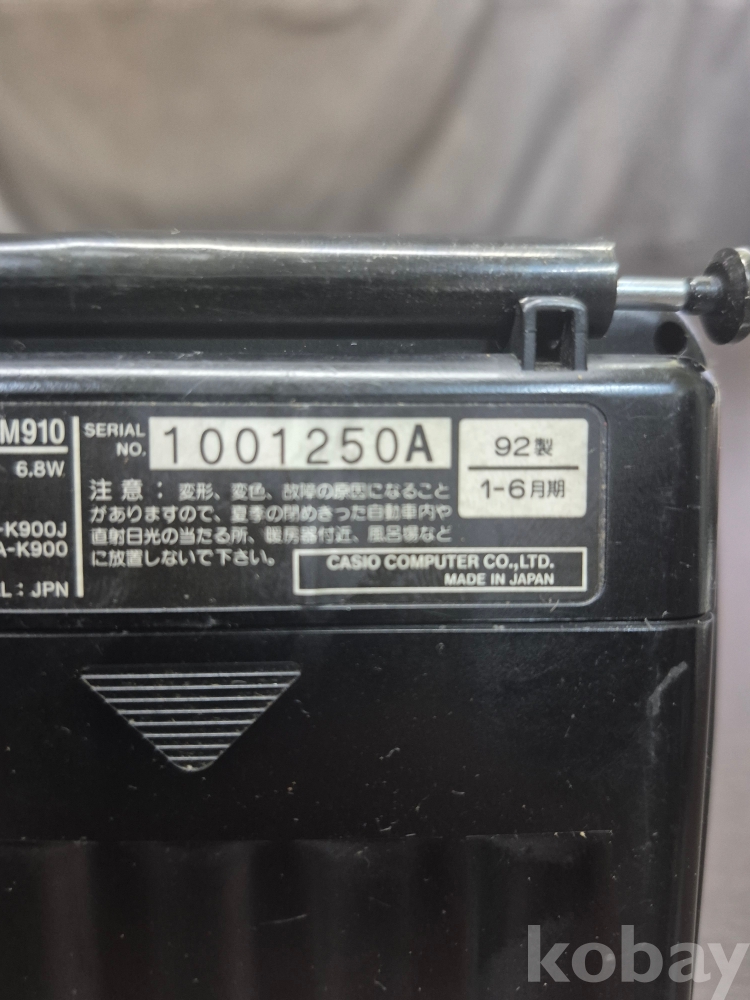 M910
6.8W
-K900J
A-K900
L : JPN
SERIAL NO. 1001250A
92製
1-6月期
注意：変形、変色、故障の原因になること
がありますので、夏季の閉めきった自動車内や
直射日光の当たる所、暖房器付近、風呂場など
に放置しないで下さい。
CASIO COMPUTER CO.,LTD.
MADE IN JAPAN
kobay